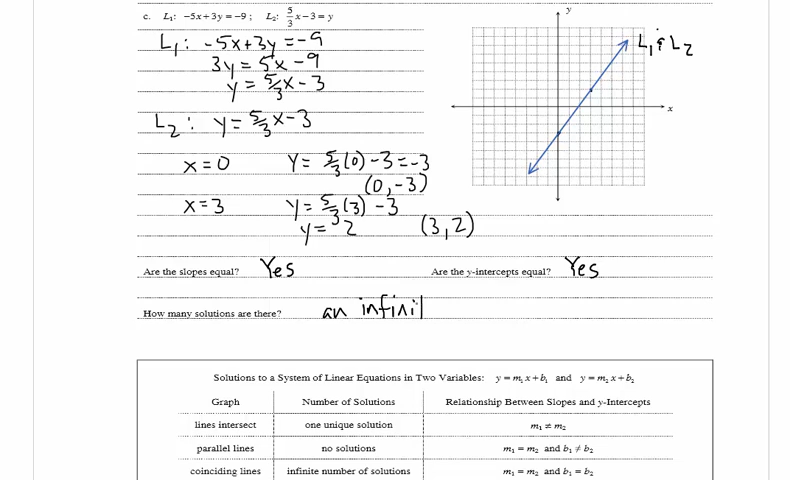 c. L₁: −5x+3y=−9; L₂: 5/3x−3=y
y
L₁: -5x+3y=-9
L₁ & L₂
3y = 5x -9
y = 5/3x -3
x
L₂: y = 5/3x -3
x=0 y= 5/3(0) -3 = -3
(0, -3)
x=3 y= 5/3(3) -3
y= 2 (3, 2)
Are the slopes equal? Yes Are the y-intercepts equal? Yes
How many solutions are there? an infinit
Solutions to a System of Linear Equations in Two Variables: y = m₁x+b₁ and y = m₂x+b₂
Graph Number of Solutions Relationship Between Slopes and y-Intercepts
lines intersect one unique solution m₁ ≠ m₂
parallel lines no solutions m₁ = m₂ and b₁ ≠ b₂
coinciding lines infinite number of solutions m₁ = m₂ and b₁ = b₂